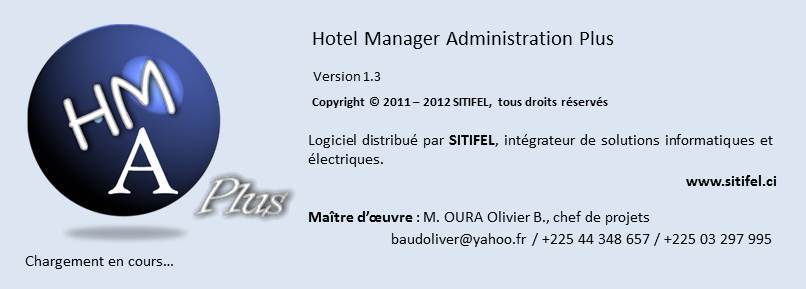 HM
A
Plus
Hotel Manager Administration Plus
Version 1.3
Copyright © 2011 – 2012 SITIFEL, tous droits réservés
Logiciel distribué par SITIFEL, intégrateur de solutions informatiques et
électriques.
www.sitifel.ci
Maître d’œuvre : M. OURA Olivier B., chef de projets
baudoliver@yahoo.fr / +225 44 348 657 / +225 03 297 995
Chargement en cours…